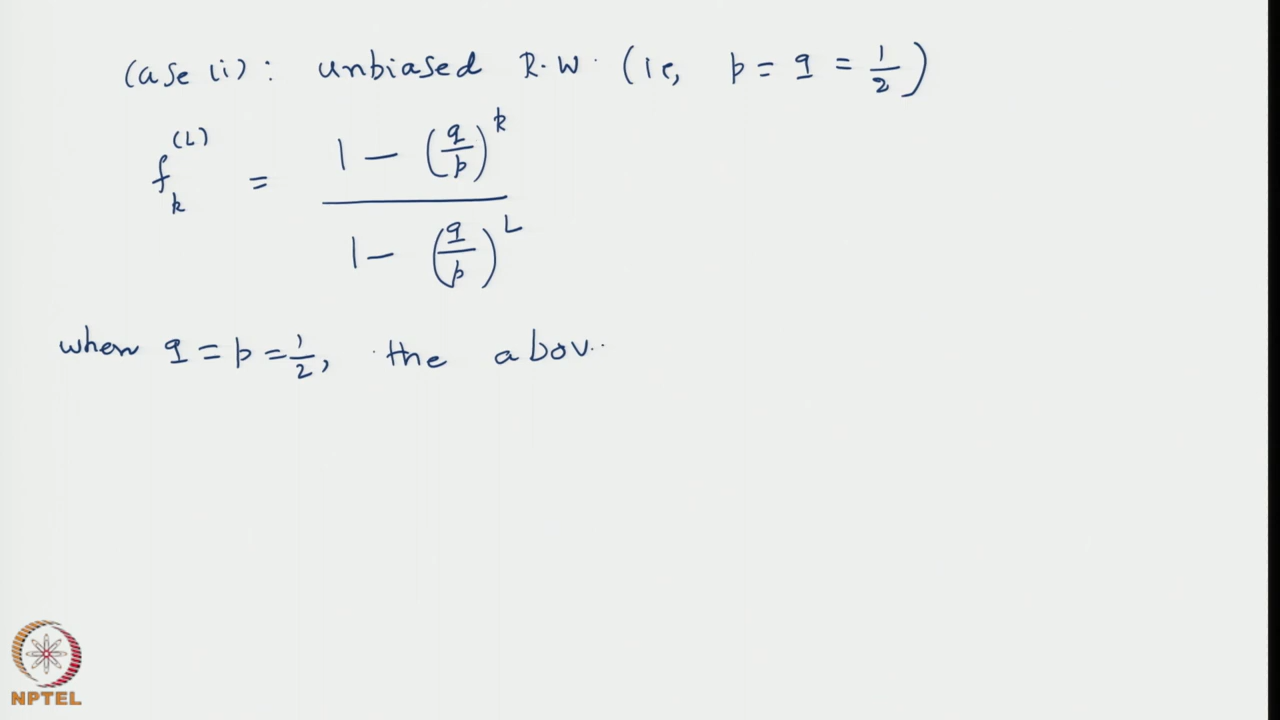 Case (i): unbiased R.W. (ie, p = q = 1/2)
f_k^(L) = (1 - (q/p)^k) / (1 - (q/p)^L)
when q = p = 1/2, the abov..
NPTEL